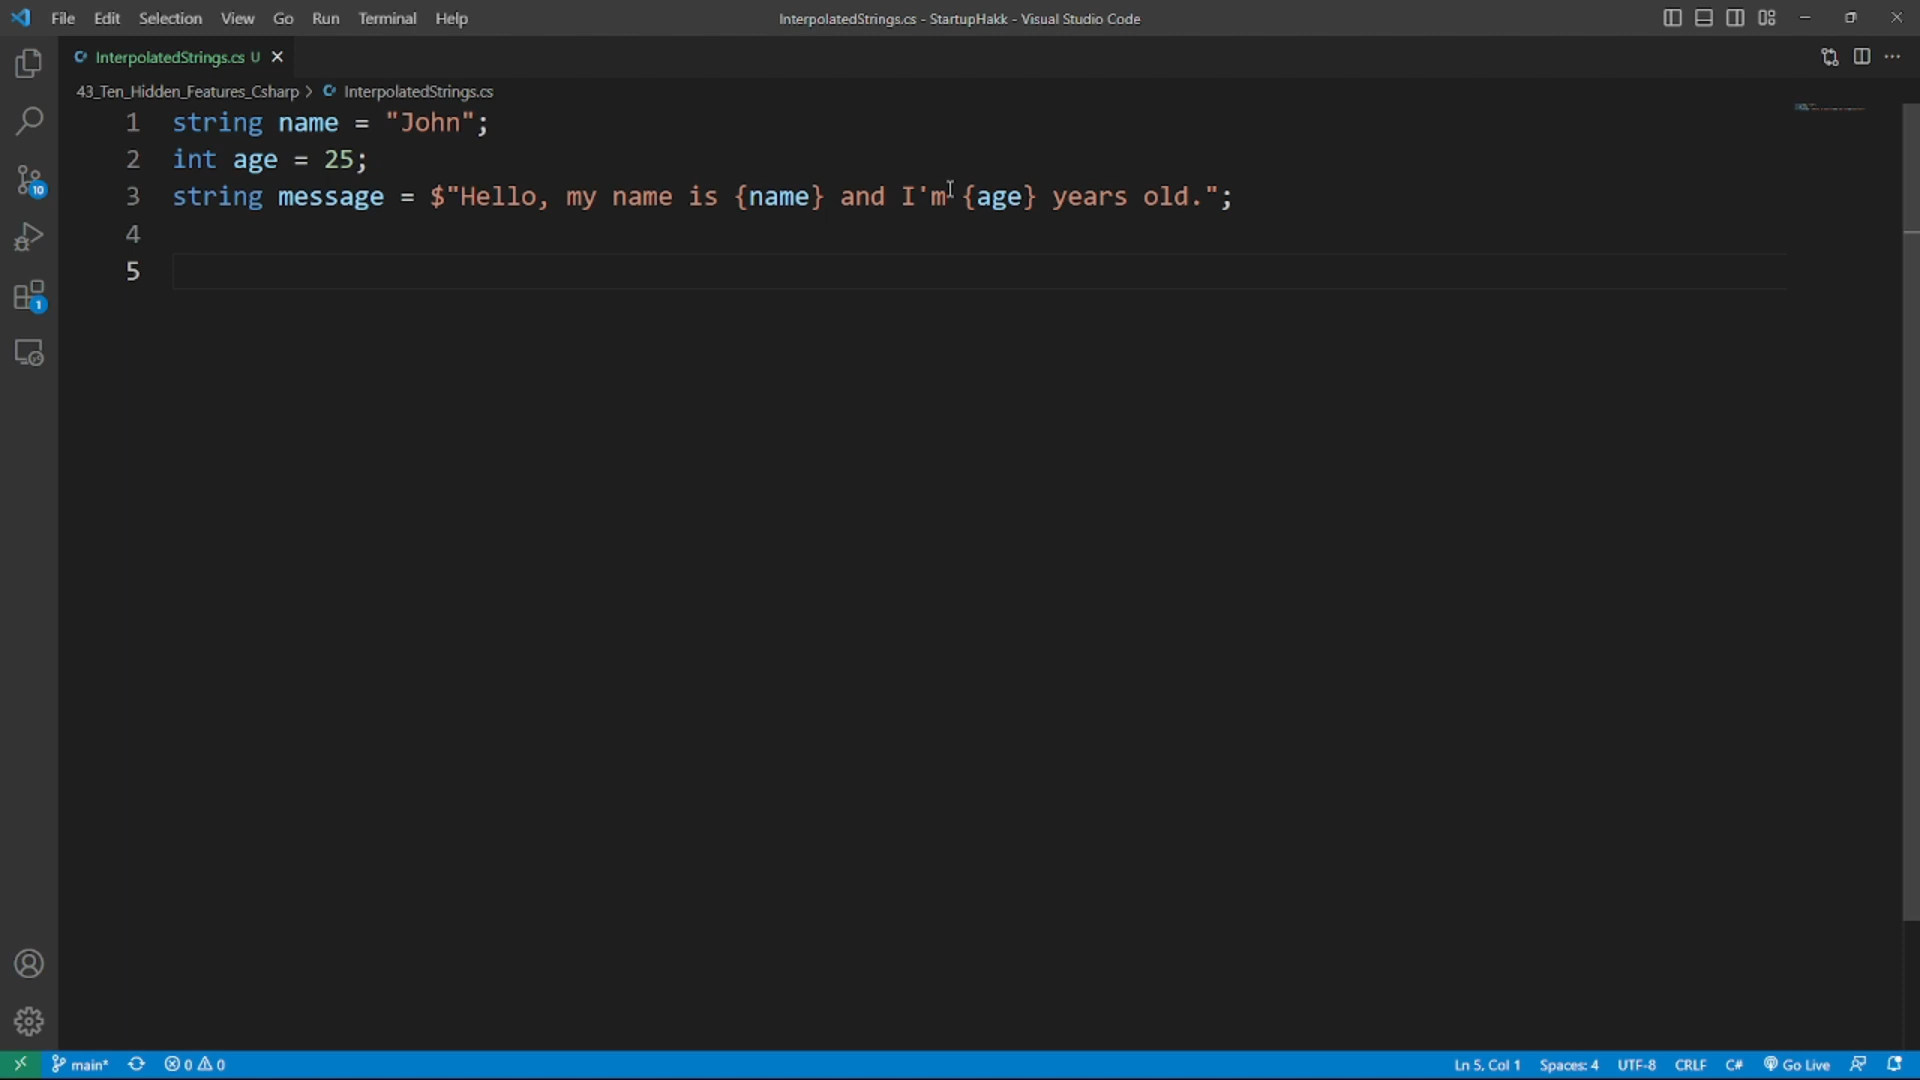 File Edit Selection View Go Run Terminal Help
InterpolatedStrings.cs - StartupHakk - Visual Studio Code
InterpolatedStrings.cs U
43_Ten_Hidden_Features_Csharp > InterpolatedStrings.cs
1 string name = "John";
2 int age = 25;
3 string message = $"Hello, my name is {name} and I'm {age} years old.";
4
5
10
1
main* 0 0
Ln 5, Col 1 Spaces: 4 UTF-8 CRLF C# Go Live